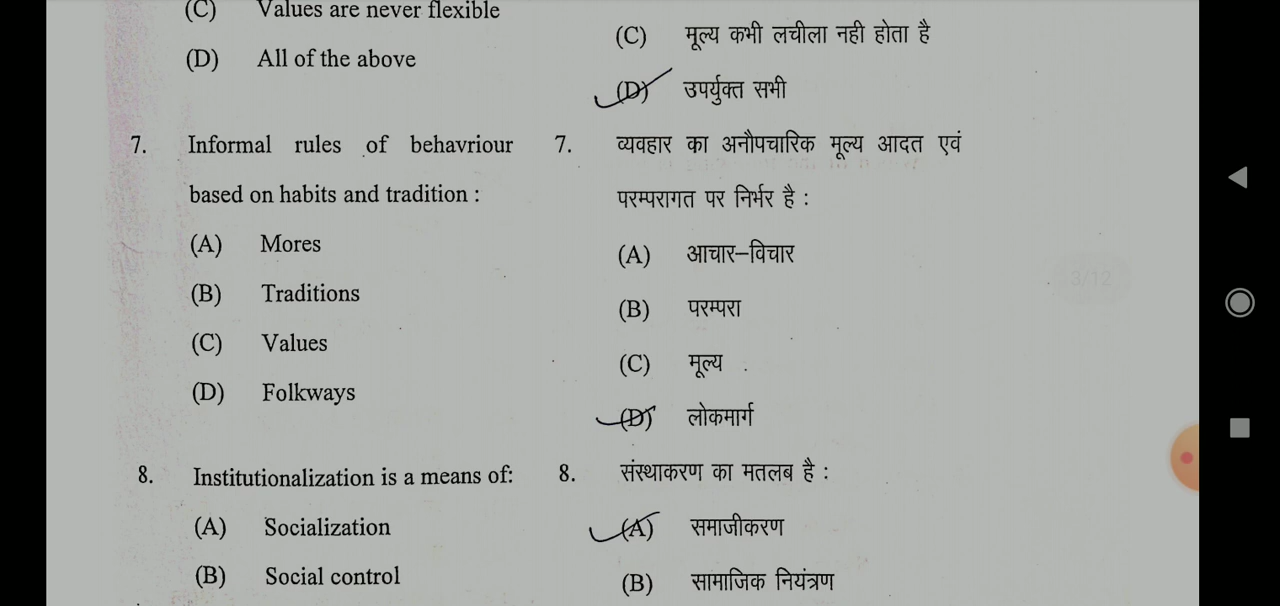 (C) Values are never flexible
(D) All of the above
7. Informal rules of behavriour
based on habits and tradition :
(A) Mores
(B) Traditions
(C) Values
(D) Folkways
8. Institutionalization is a means of:
(A) Socialization
(B) Social control
(C) मूल्य कभी लचीला नही होता है
(D) उपर्युक्त सभी
7. व्यवहार का अनौपचारिक मूल्य आदत एवं
परम्परागत पर निर्भर है :
(A) आचार–विचार
(B) परम्परा
(C) मूल्य
(D) लोकमार्ग
8. संस्थाकरण का मतलब है :
(A) समाजीकरण
(B) सामाजिक नियंत्रण
3/12